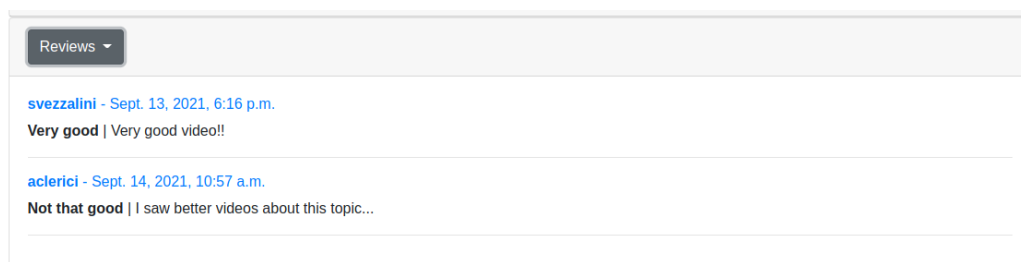 Reviews
svezzalini - Sept. 13, 2021, 6:16 p.m.
Very good | Very good video!!
aclerici - Sept. 14, 2021, 10:57 a.m.
Not that good | I saw better videos about this topic...